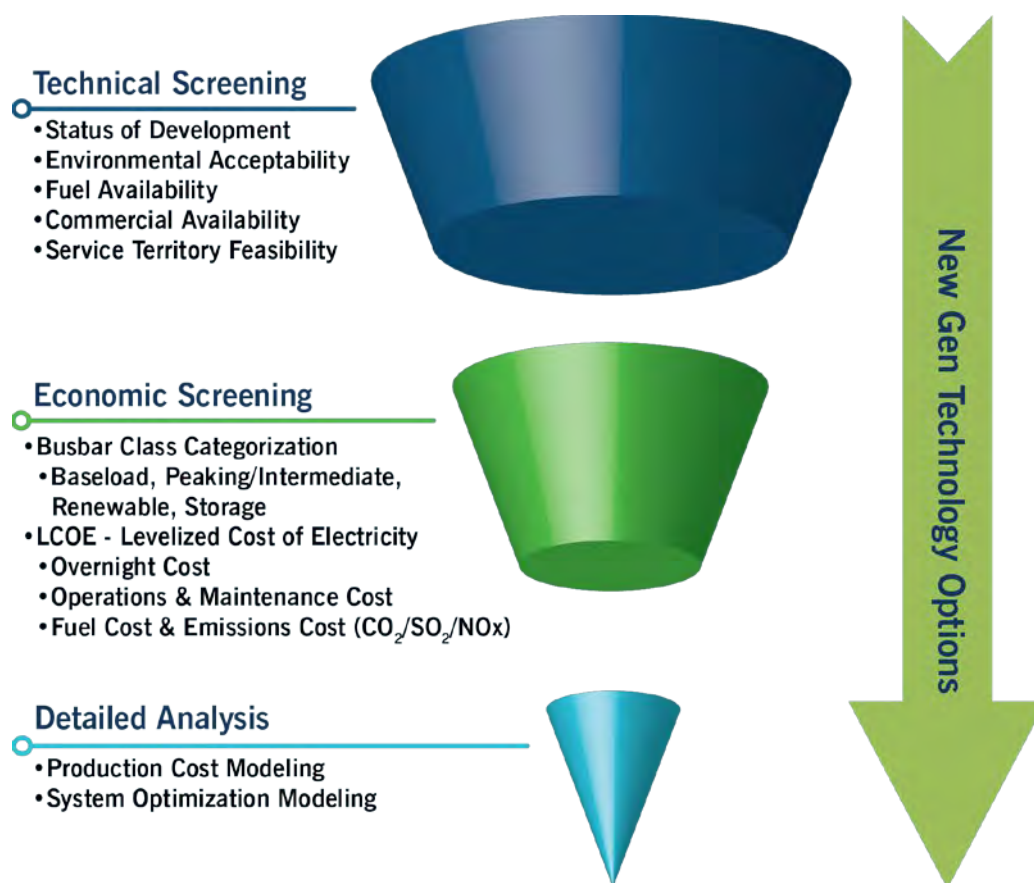 Technical Screening
•Status of Development
•Environmental Acceptability
•Fuel Availability
•Commercial Availability
•Service Territory Feasibility
Economic Screening
•Busbar Class Categorization
•Baseload, Peaking/Intermediate,
Renewable, Storage
•LCOE - Levelized Cost of Electricity
•Overnight Cost
•Operations & Maintenance Cost
•Fuel Cost & Emissions Cost (CO₂/SO₂/NOx)
Detailed Analysis
•Production Cost Modeling
•System Optimization Modeling
New Gen Technology Options